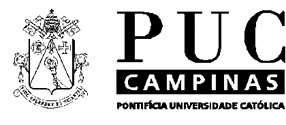 PUC
CAMPINAS
PONTIFÍCIA UNIVERSIDADE CATÓLICA